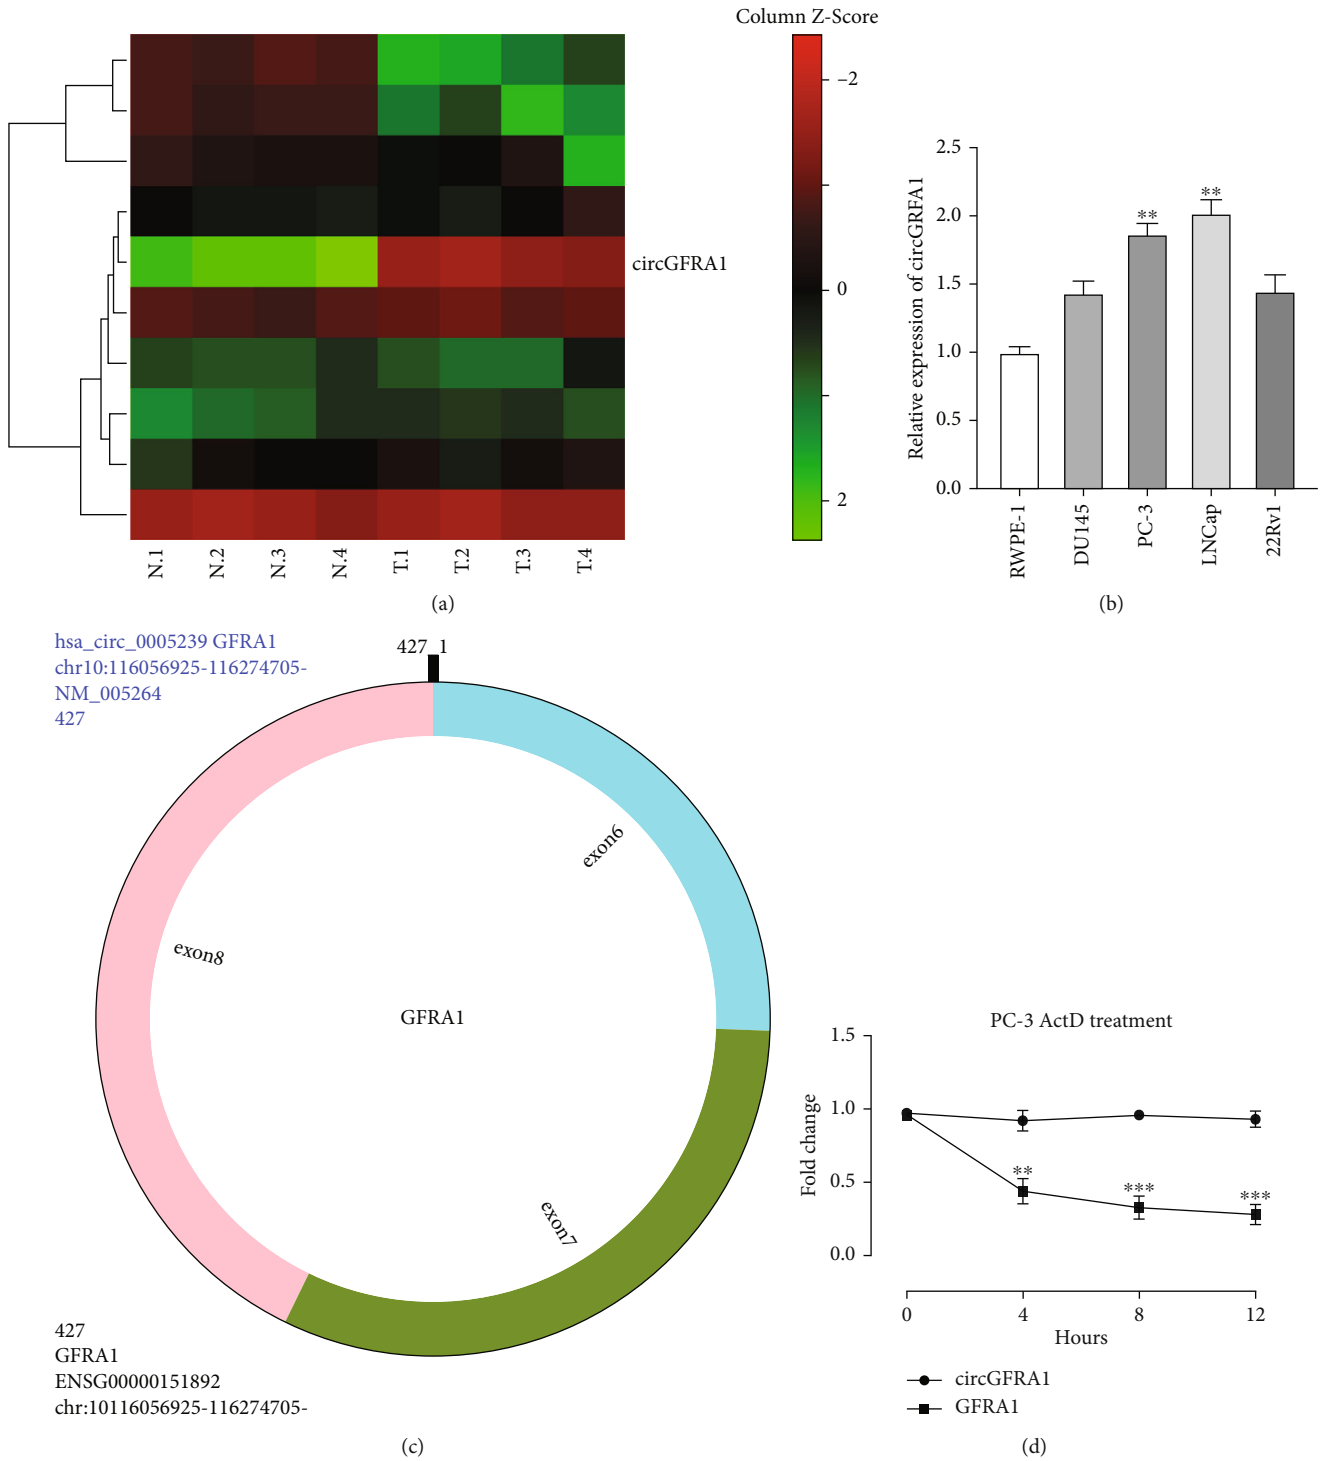 Column Z-Score
–2
0
2
circGFRA1
N.1
N.2
N.3
N.4
T.1
T.2
T.3
T.4
(a)
Relative expression of circGRFA1
2.5
2.0
1.5
1.0
0.5
0.0
**
**
RWPE-1
DU145
PC-3
LNCap
22Rv1
(b)
hsa_circ_0005239 GFRA1
chr10:116056925-116274705-
NM_005264
427
427 1
exon6
exon8
GFRA1
exon7
427
GFRA1
ENSG00000151892
chr:10116056925-116274705-
(c)
PC-3 ActD treatment
Fold change
1.5
1.0
0.5
0.0
**
***
***
0
4
8
12
Hours
circGFRA1
GFRA1
(d)